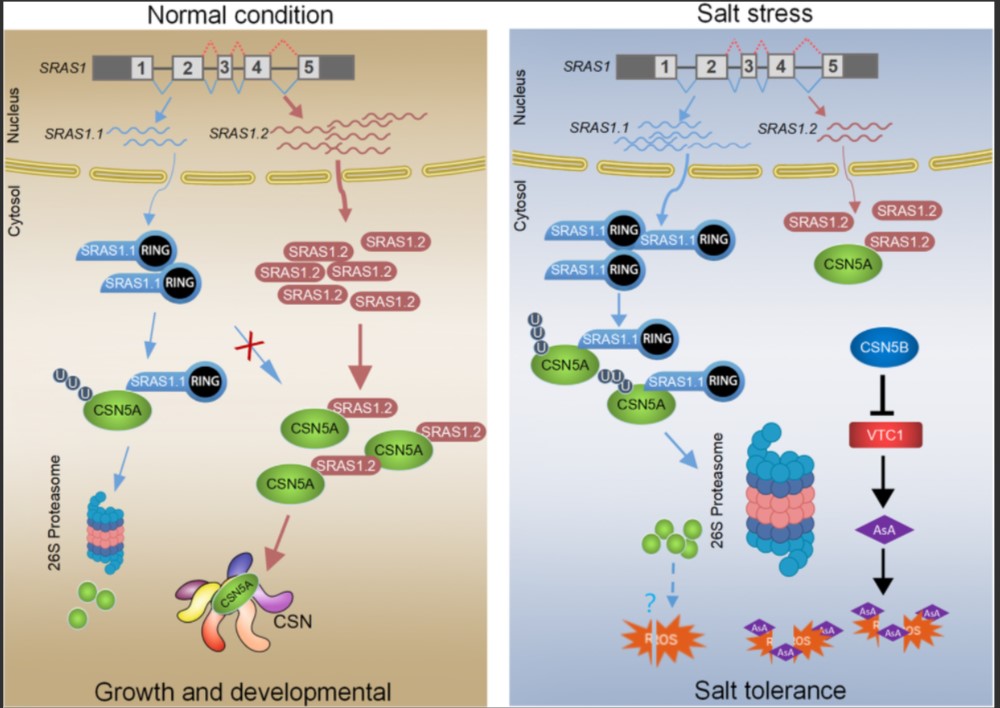 Normal condition
SRAS1 1 2 3 4 5
Nucleus
SRAS1.1
SRAS1.2
Cytosol
SRAS1.1 RING
SRAS1.1 RING
SRAS1.2
SRAS1.2
SRAS1.2
SRAS1.2
SRAS1.2
SRAS1.2
U
U
U
SRAS1.1 RING
CSN5A
SRAS1.2
CSN5A
SRAS1.2
CSN5A
SRAS1.2
CSN5A
26S Proteasome
CSN5A
CSN
Growth and developmental
Salt stress
SRAS1 1 2 3 4 5
Nucleus
SRAS1.1
SRAS1.2
Cytosol
SRAS1.1 RING
SRAS1.1 RING
SRAS1.1 RING
SRAS1.2
SRAS1.2
SRAS1.2
CSN5A
U
U
U
SRAS1.1 RING
CSN5A
U
U
U
SRAS1.1 RING
CSN5A
CSN5B
VTC1
AsA
26S Proteasome
?
ROS
AsA
AsA
AsA
R OS
AsA
AsA
AsA
R OS
Salt tolerance